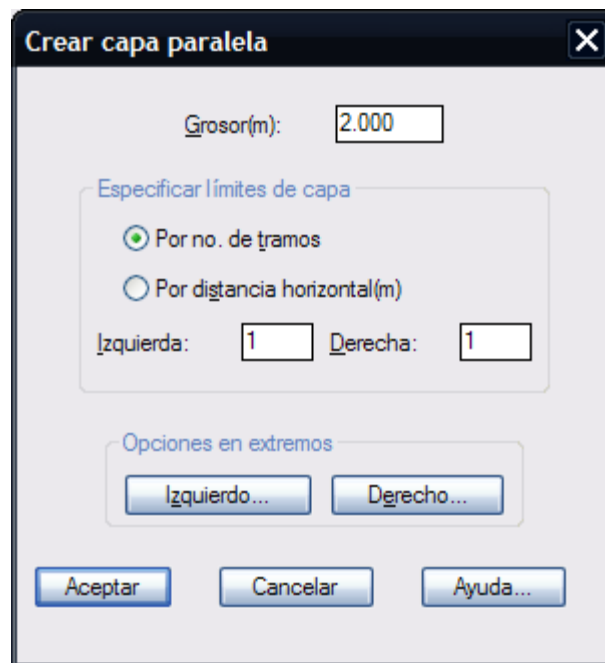 Crear capa paralela
Grosor(m): 2.000
Especificar límites de capa
Por no. de tramos
Por distancia horizontal(m)
Izquierda: 1 Derecha: 1
Opciones en extremos
Izquierdo... Derecho...
Aceptar Cancelar Ayuda...